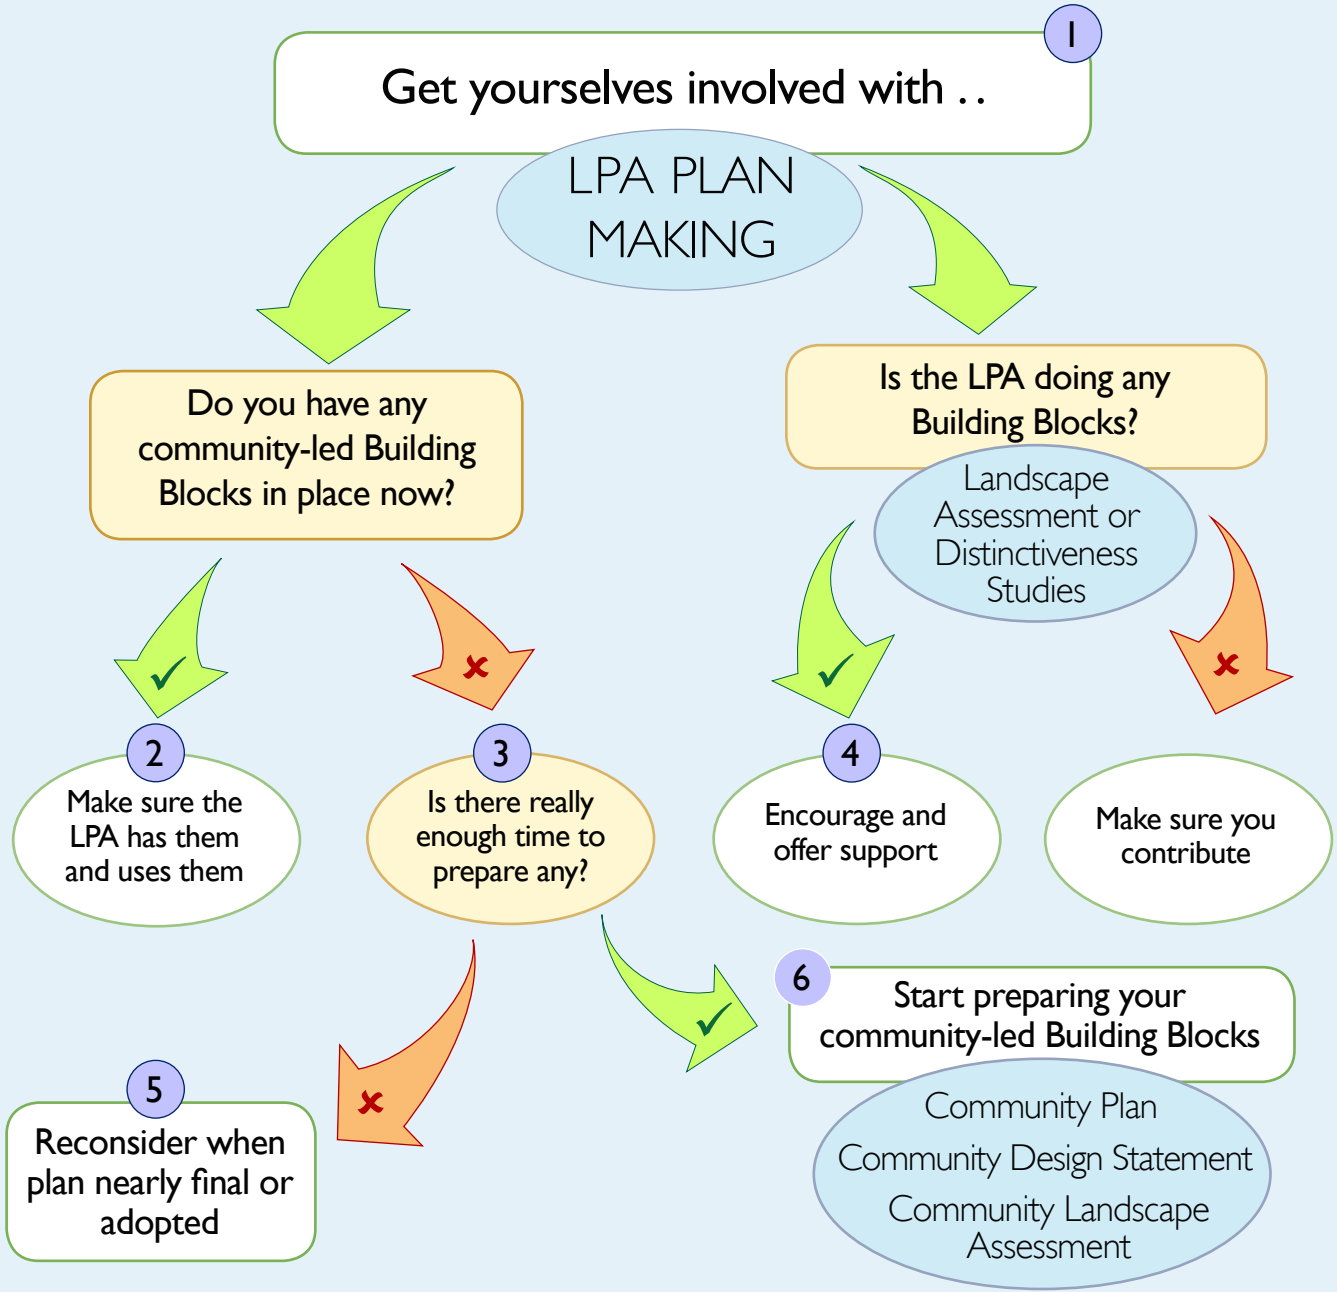 1
Get yourselves involved with . .
LPA PLAN
MAKING
Do you have any
community-led Building
Blocks in place now?
Is the LPA doing any
Building Blocks?
Landscape
Assessment or
Distinctiveness
Studies
2
Make sure the
LPA has them
and uses them
3
Is there really
enough time to
prepare any?
4
Encourage and
offer support
Make sure you
contribute
5
Reconsider when
plan nearly final or
adopted
6
Start preparing your
community-led Building Blocks
Community Plan
Community Design Statement
Community Landscape
Assessment